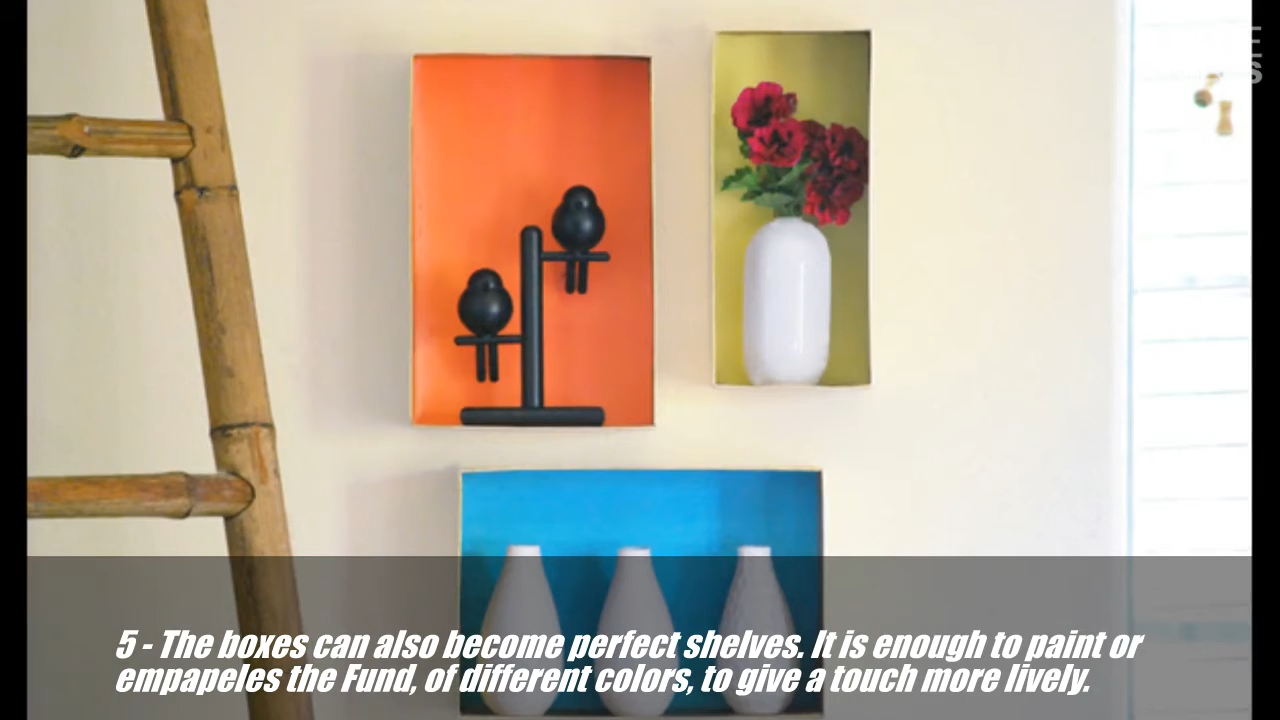 5 - The boxes can also become perfect shelves. It is enough to paint or
empapeles the Fund, of different colors, to give a touch more lively.